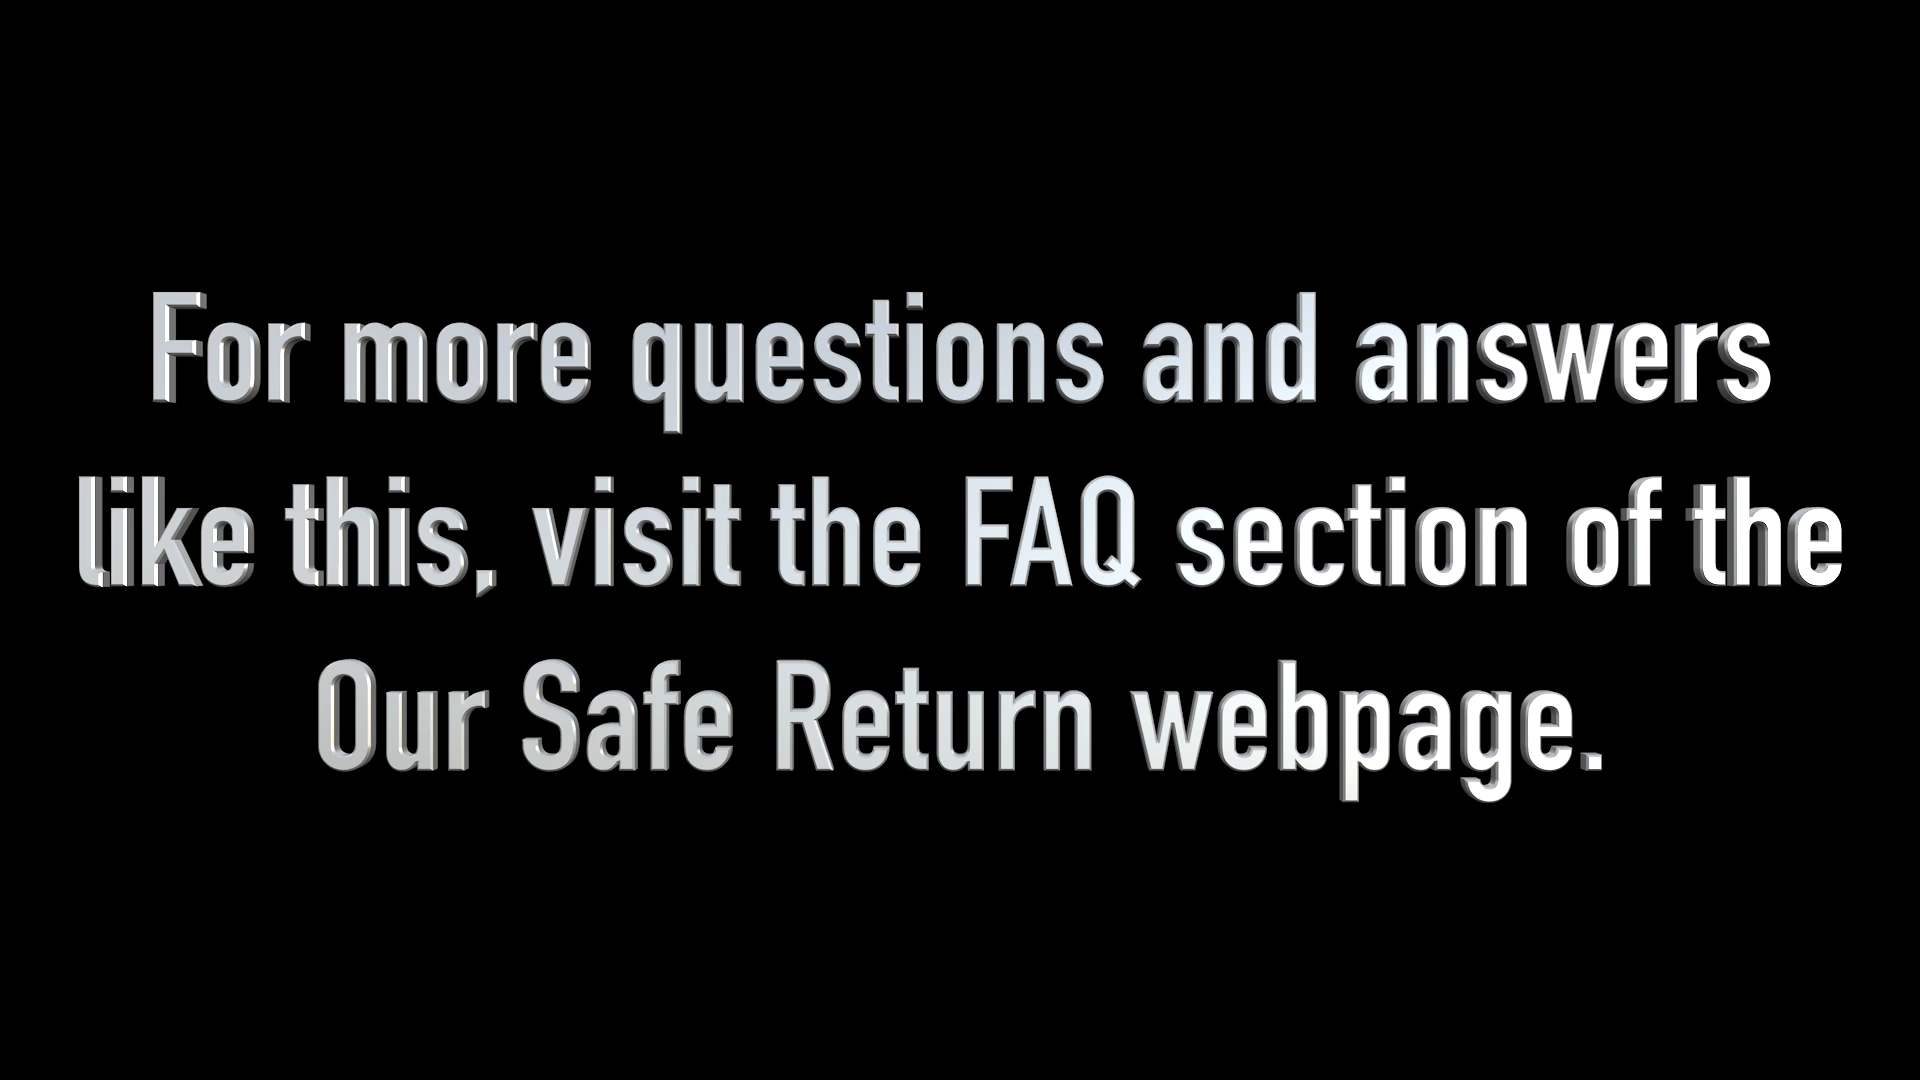 For more questions and answers
like this, visit the FAQ section of the
Our Safe Return webpage.